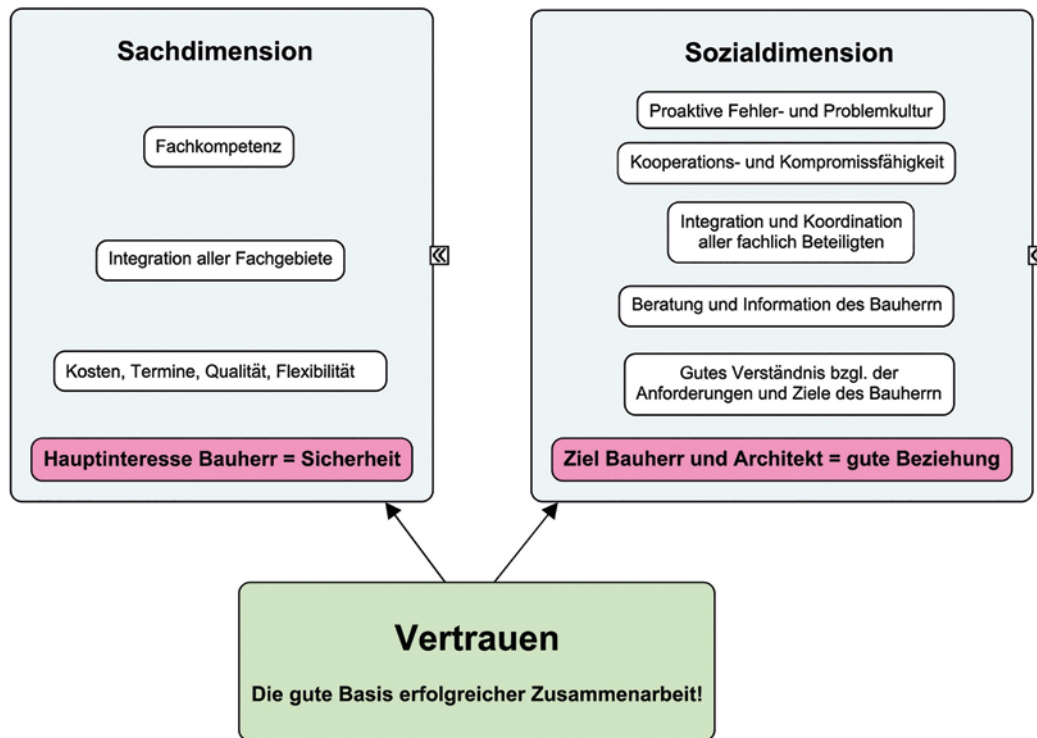 Sachdimension
Fachkompetenz
Integration aller Fachgebiete
Kosten, Termine, Qualität, Flexibilität
Hauptinteresse Bauherr = Sicherheit
Sozialdimension
Proaktive Fehler- und Problemkultur
Kooperations- und Kompromissfähigkeit
Integration und Koordination
aller fachlich Beteiligten
Beratung und Information des Bauherrn
Gutes Verständnis bzgl. der
Anforderungen und Ziele des Bauherrn
Ziel Bauherr und Architekt = gute Beziehung
Vertrauen
Die gute Basis erfolgreicher Zusammenarbeit!